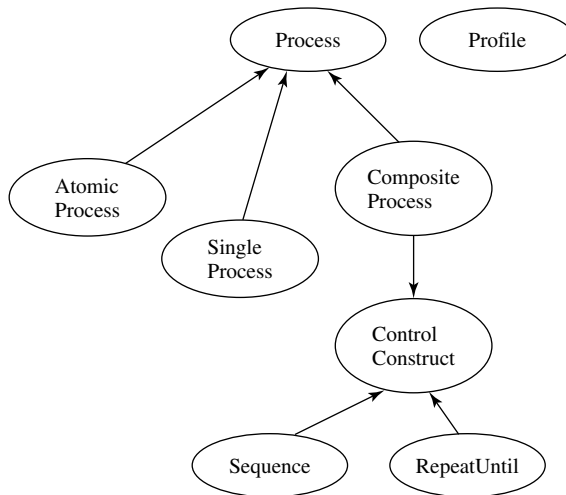 Process
Profile
Atomic
Process
Single
Process
Composite
Process
Control
Construct
Sequence
RepeatUntil